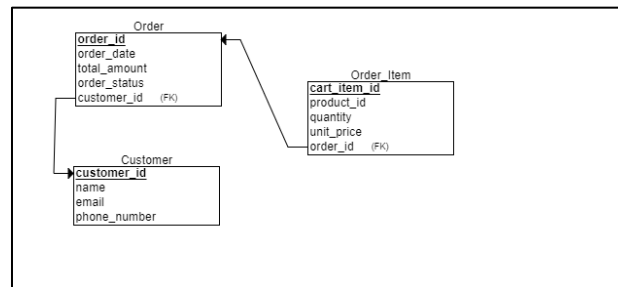 Order
order_id
order_date
total_amount
order_status
customer_id (FK)
Order_Item
cart_item_id
product_id
quantity
unit_price
order_id (FK)
Customer
customer_id
name
email
phone_number